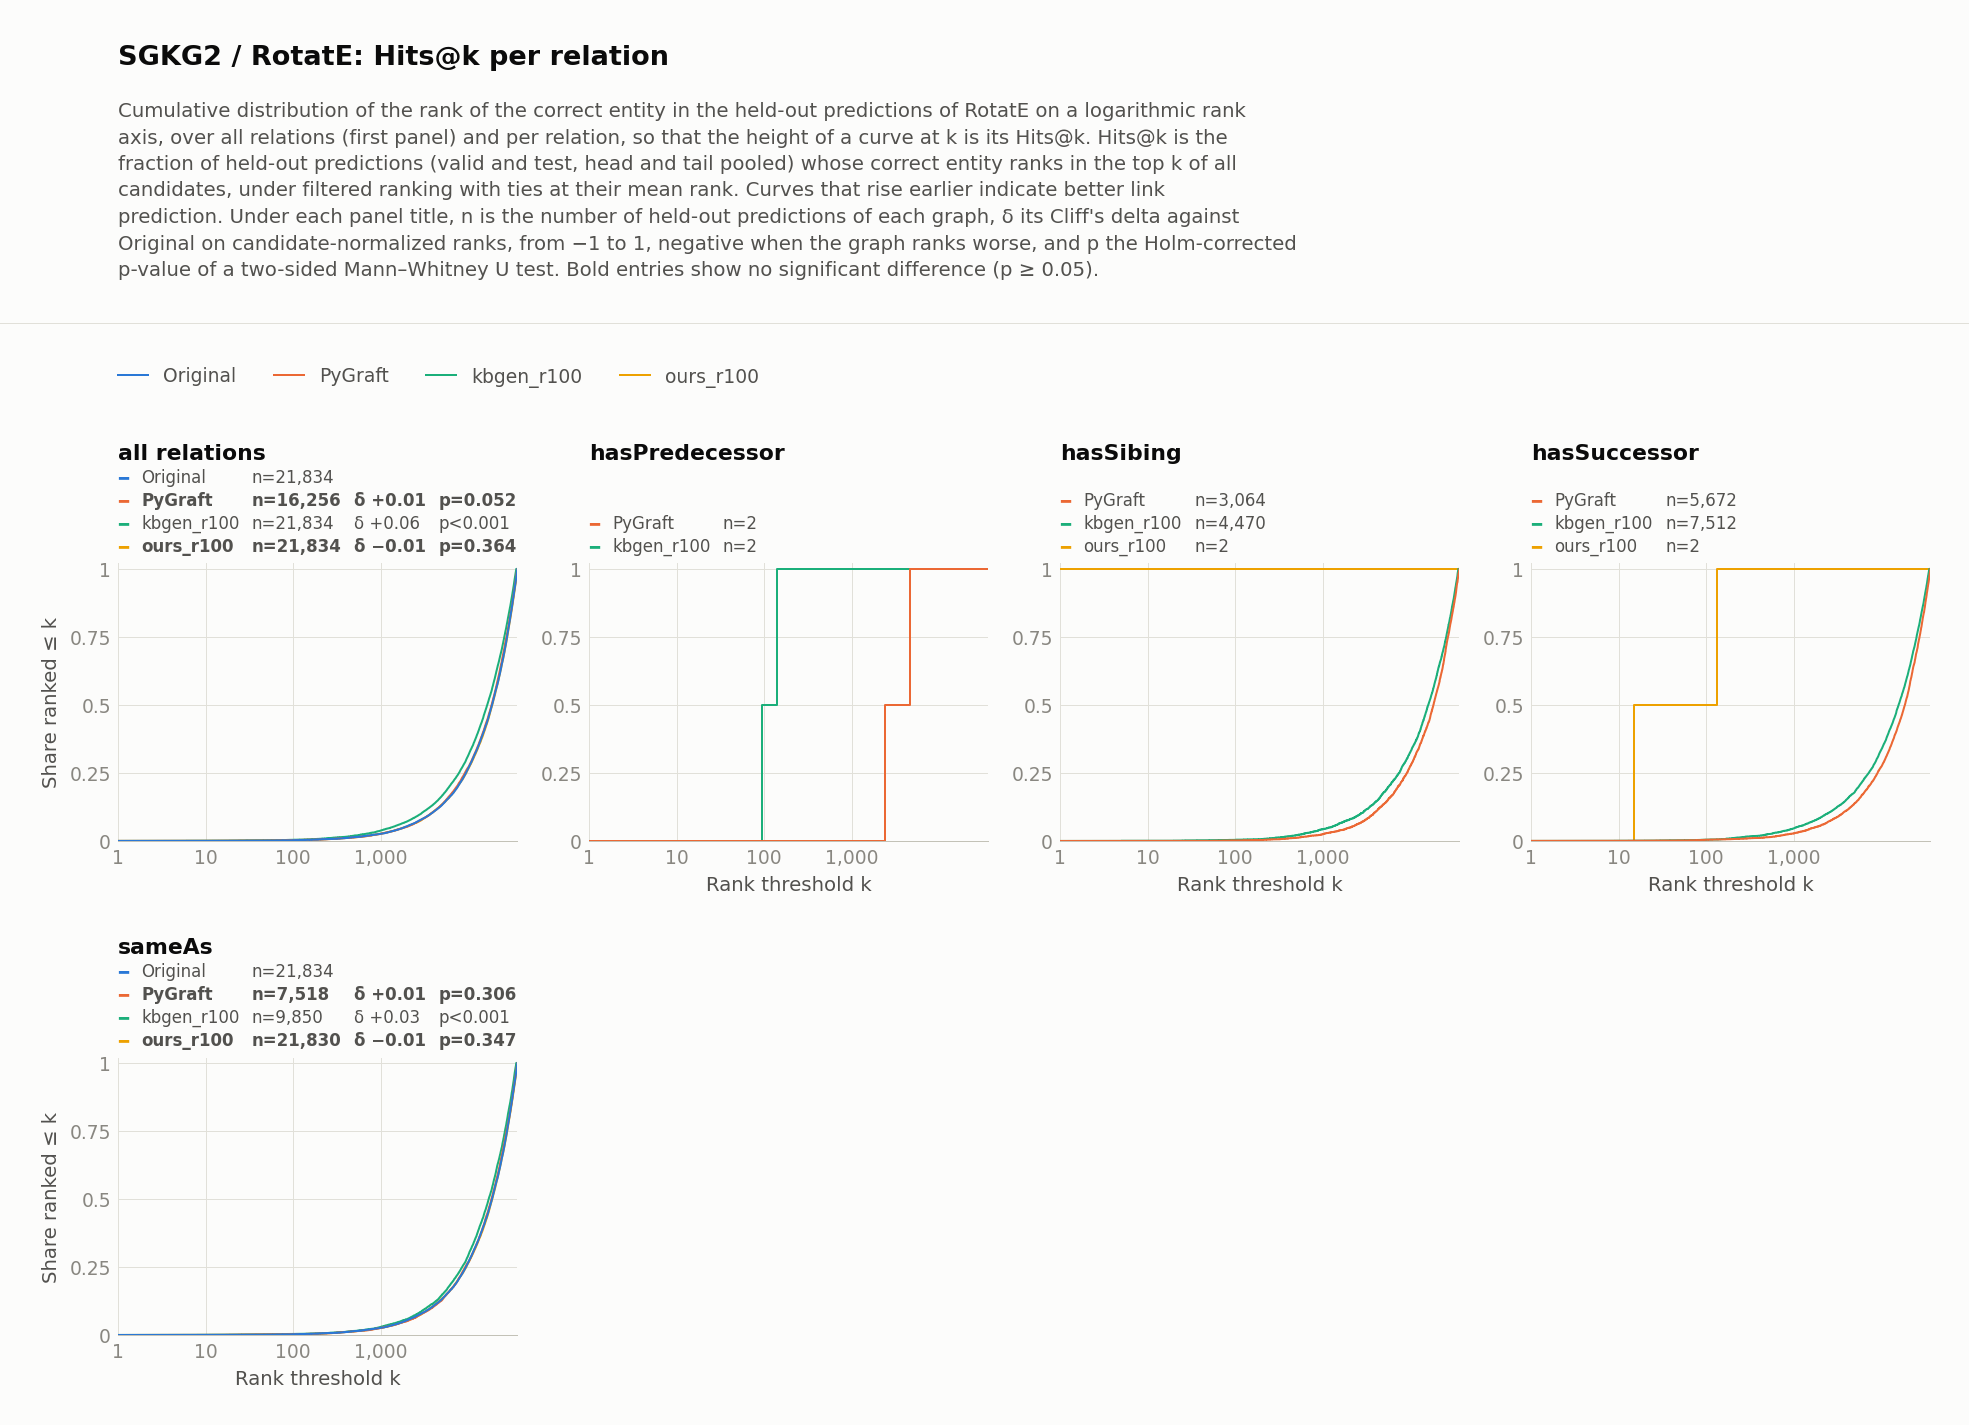 SGKG2 / RotatE: Hits@k per relation
Cumulative distribution of the rank of the correct entity in the held-out predictions of RotatE on a logarithmic rank
axis, over all relations (first panel) and per relation, so that the height of a curve at k is its Hits@k. Hits@k is the
fraction of held-out predictions (valid and test, head and tail pooled) whose correct entity ranks in the top k of all
candidates, under filtered ranking with ties at their mean rank. Curves that rise earlier indicate better link
prediction. Under each panel title, n is the number of held-out predictions of each graph, δ its Cliff's delta against
Original on candidate-normalized ranks, from −1 to 1, negative when the graph ranks worse, and p the Holm-corrected
p-value of a two-sided Mann–Whitney U test. Bold entries show no significant difference (p ≥ 0.05).
Original PyGraft kbgen_r100 ours_r100
all relations
Original n=21,834
PyGraft n=16,256 δ +0.01 p=0.052
kbgen_r100 n=21,834 δ +0.06 p<0.001
ours_r100 n=21,834 δ −0.01 p=0.364
1
0.75
0.5
0.25
0
Share ranked ≤ k
1 10 100 1,000
hasPredecessor
PyGraft n=2
kbgen_r100 n=2
1
0.75
0.5
0.25
0
1 10 100 1,000
Rank threshold k
hasSibing
PyGraft n=3,064
kbgen_r100 n=4,470
ours_r100 n=2
1
0.75
0.5
0.25
0
1 10 100 1,000
Rank threshold k
hasSuccessor
PyGraft n=5,672
kbgen_r100 n=7,512
ours_r100 n=2
1
0.75
0.5
0.25
0
1 10 100 1,000
Rank threshold k
sameAs
Original n=21,834
PyGraft n=7,518 δ +0.01 p=0.306
kbgen_r100 n=9,850 δ +0.03 p<0.001
ours_r100 n=21,830 δ −0.01 p=0.347
1
0.75
0.5
0.25
0
Share ranked ≤ k
1 10 100 1,000
Rank threshold k